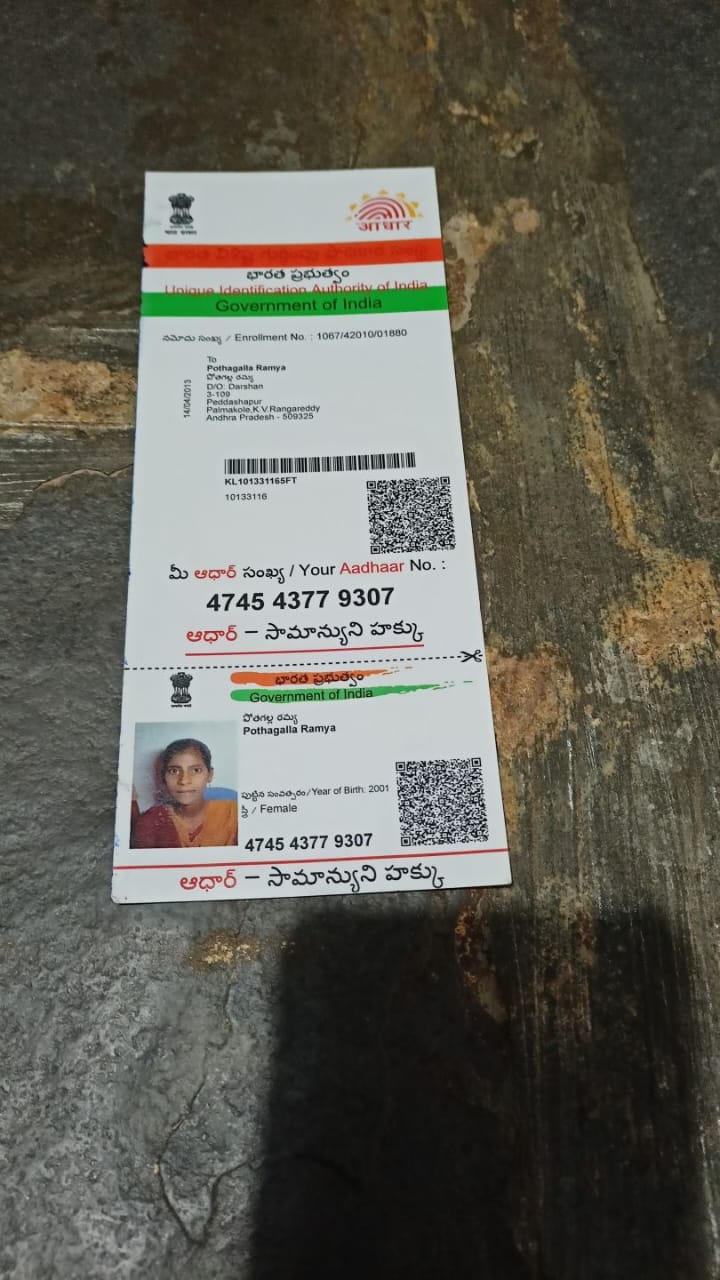 आधार
భారత ప్రభుత్వం
Unique Identification Authority of India
Government of India
నమోదు సంఖ్య / Enrollment No. : 1067/42010/01880
14/04/2013
To
Pothagalla Ramya
పోతగల్ల రమ్య
D/O: Darshan
3-109
Peddashapur
Palmakole,K.V.Rangareddy
Andhra Pradesh - 509325
KL101331165FT
10133116
మీ ఆధార్ సంఖ్య / Your Aadhaar No. :
4745 4377 9307
ఆధార్ – సామాన్యుని హక్కు
భారత ప్రభుత్వం
Government of India
పోతగల్ల రమ్య
Pothagalla Ramya
పుట్టిన సంవత్సరం/Year of Birth: 2001
స్త్రీ / Female
4745 4377 9307
ఆధార్ – సామాన్యుని హక్కు